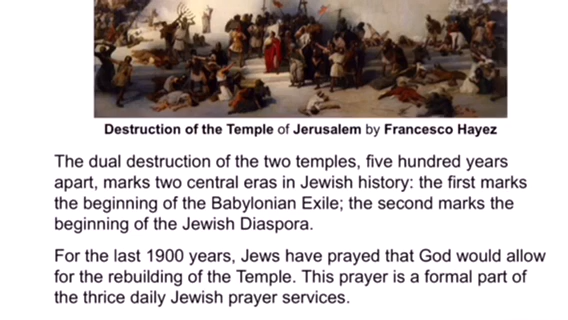 Destruction of the Temple of Jerusalem by Francesco Hayez
The dual destruction of the two temples, five hundred years
apart, marks two central eras in Jewish history: the first marks
the beginning of the Babylonian Exile; the second marks the
beginning of the Jewish Diaspora.
For the last 1900 years, Jews have prayed that God would allow
for the rebuilding of the Temple. This prayer is a formal part of
the thrice daily Jewish prayer services.